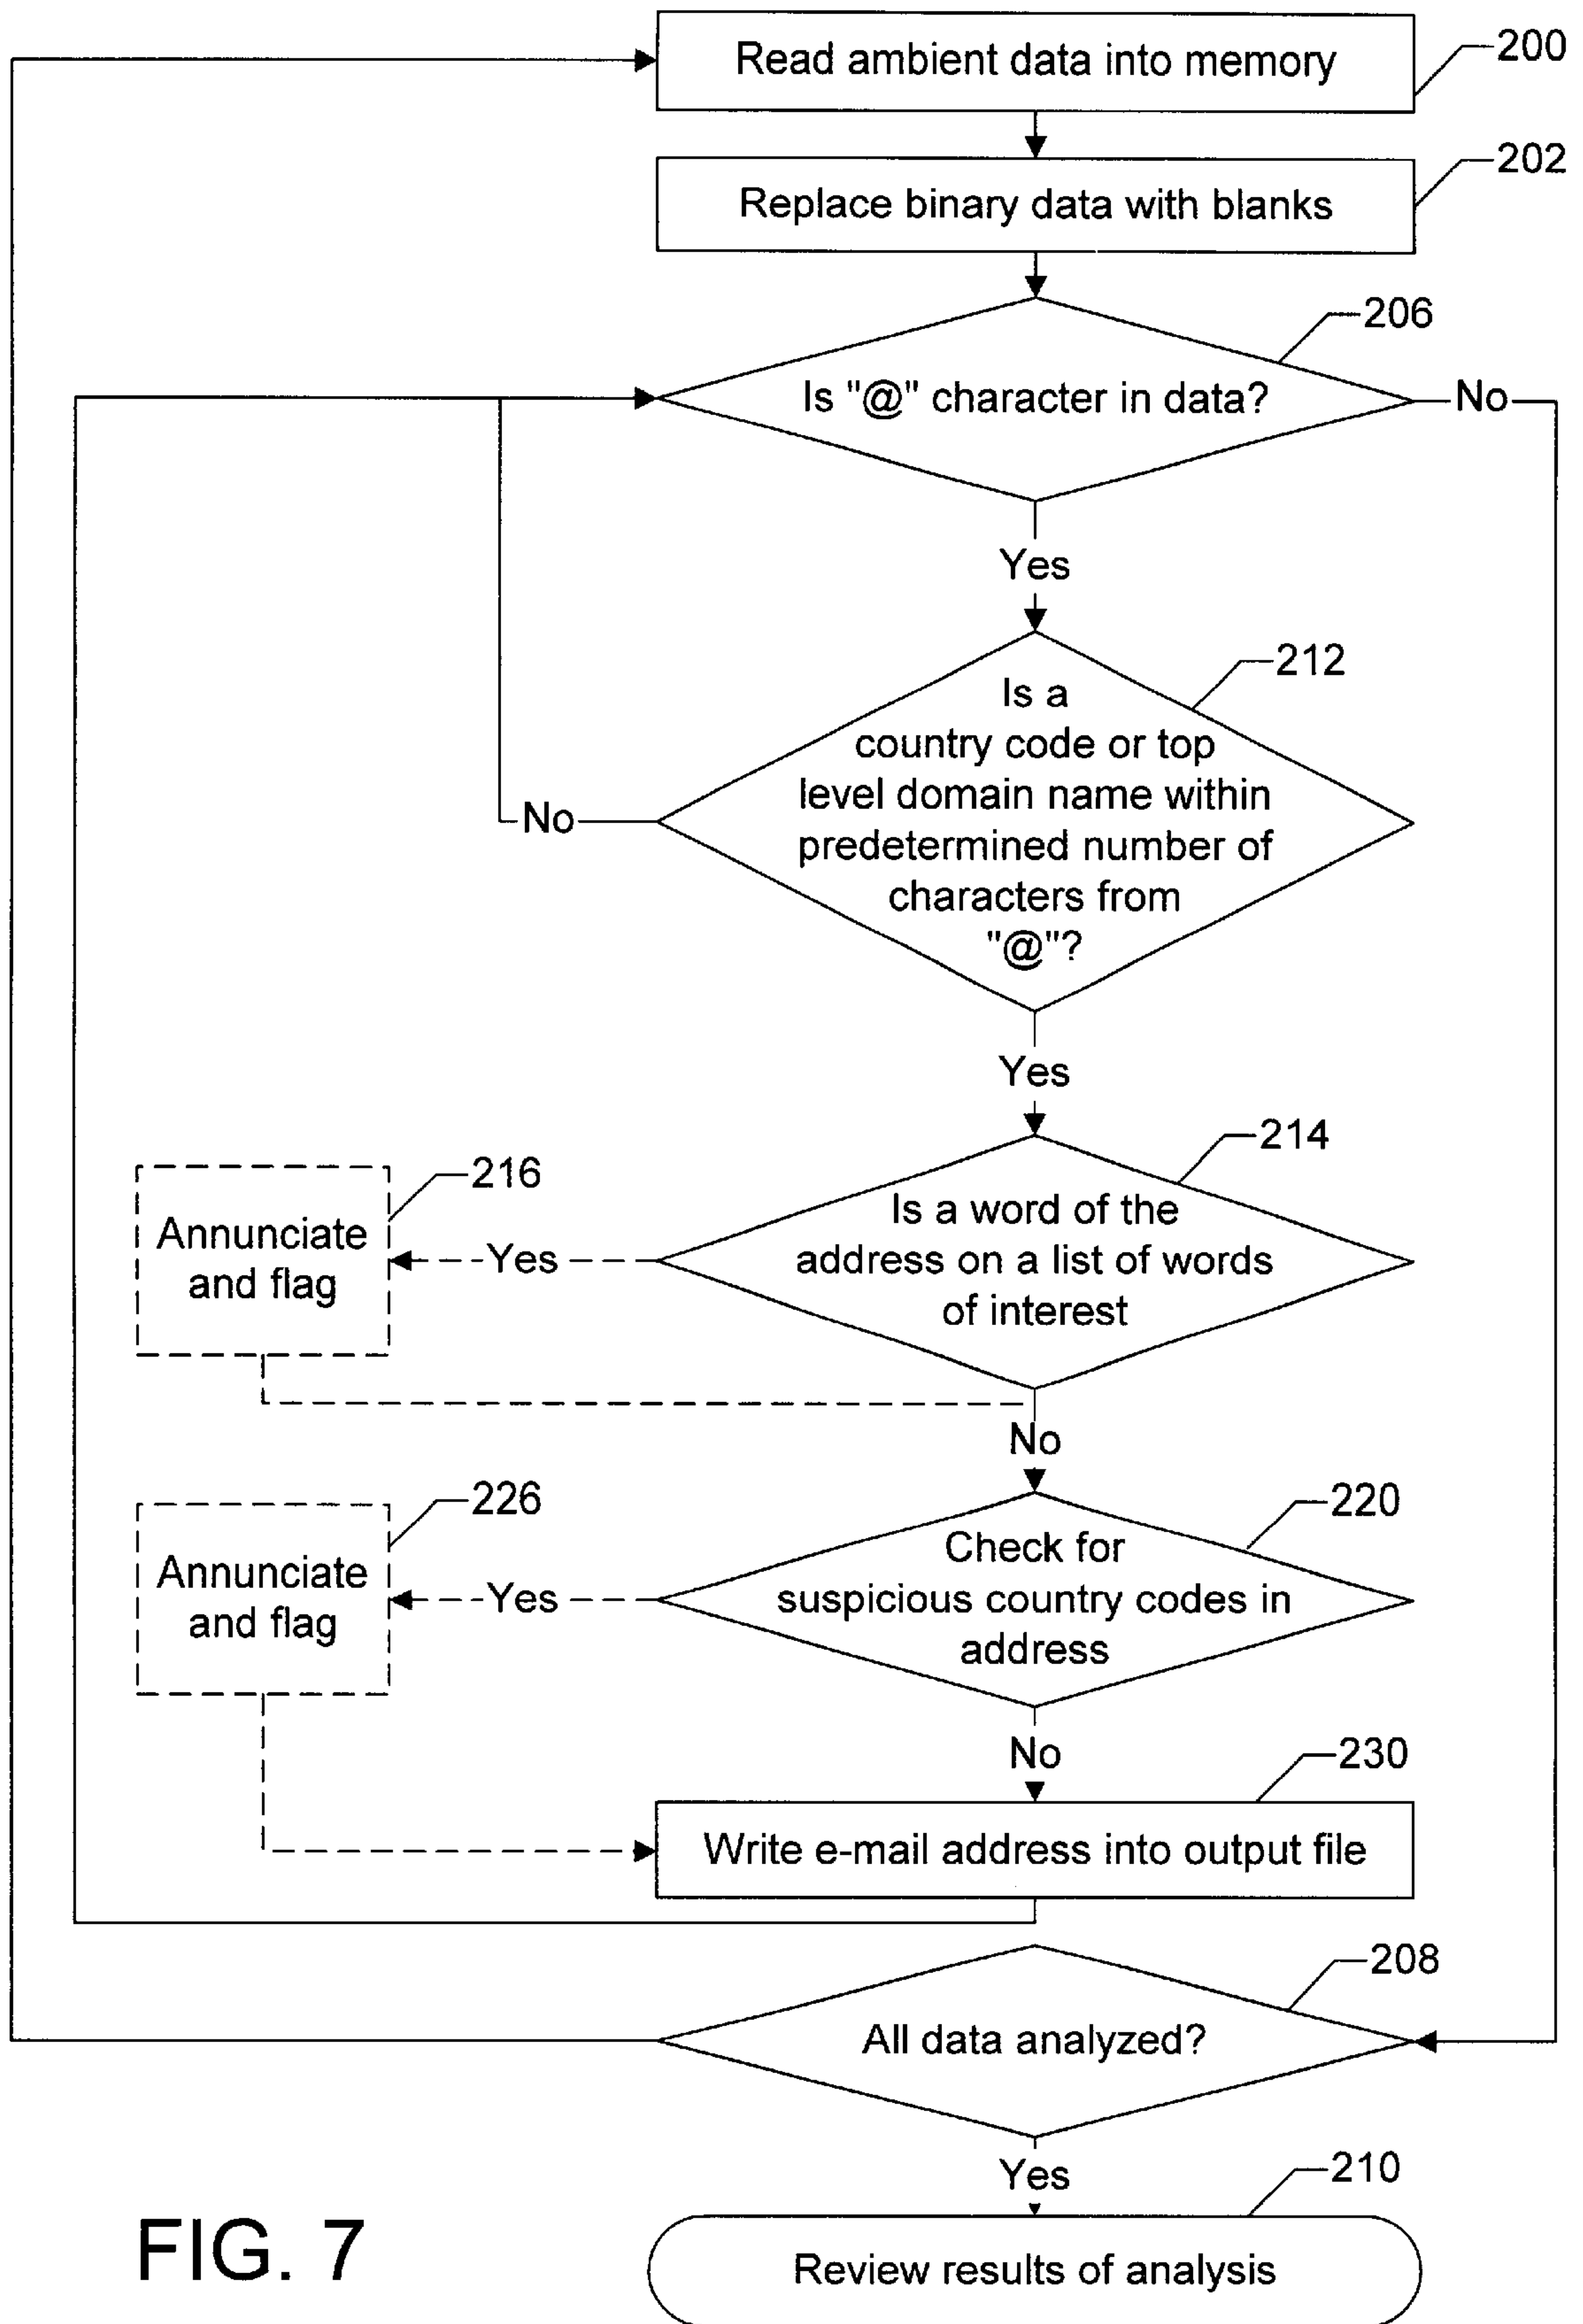 Read ambient data into memory
200
Replace binary data with blanks
202
206
Is "@" character in data?
No
Yes
212
Is a
country code or top
level domain name within
predetermined number of
characters from
"@"?
No
Yes
214
Is a word of the
address on a list of words
of interest
Yes
216
Annunciate
and flag
No
220
Check for
suspicious country codes in
address
Yes
226
Annunciate
and flag
No
230
Write e-mail address into output file
208
All data analyzed?
Yes
210
Review results of analysis
FIG. 7